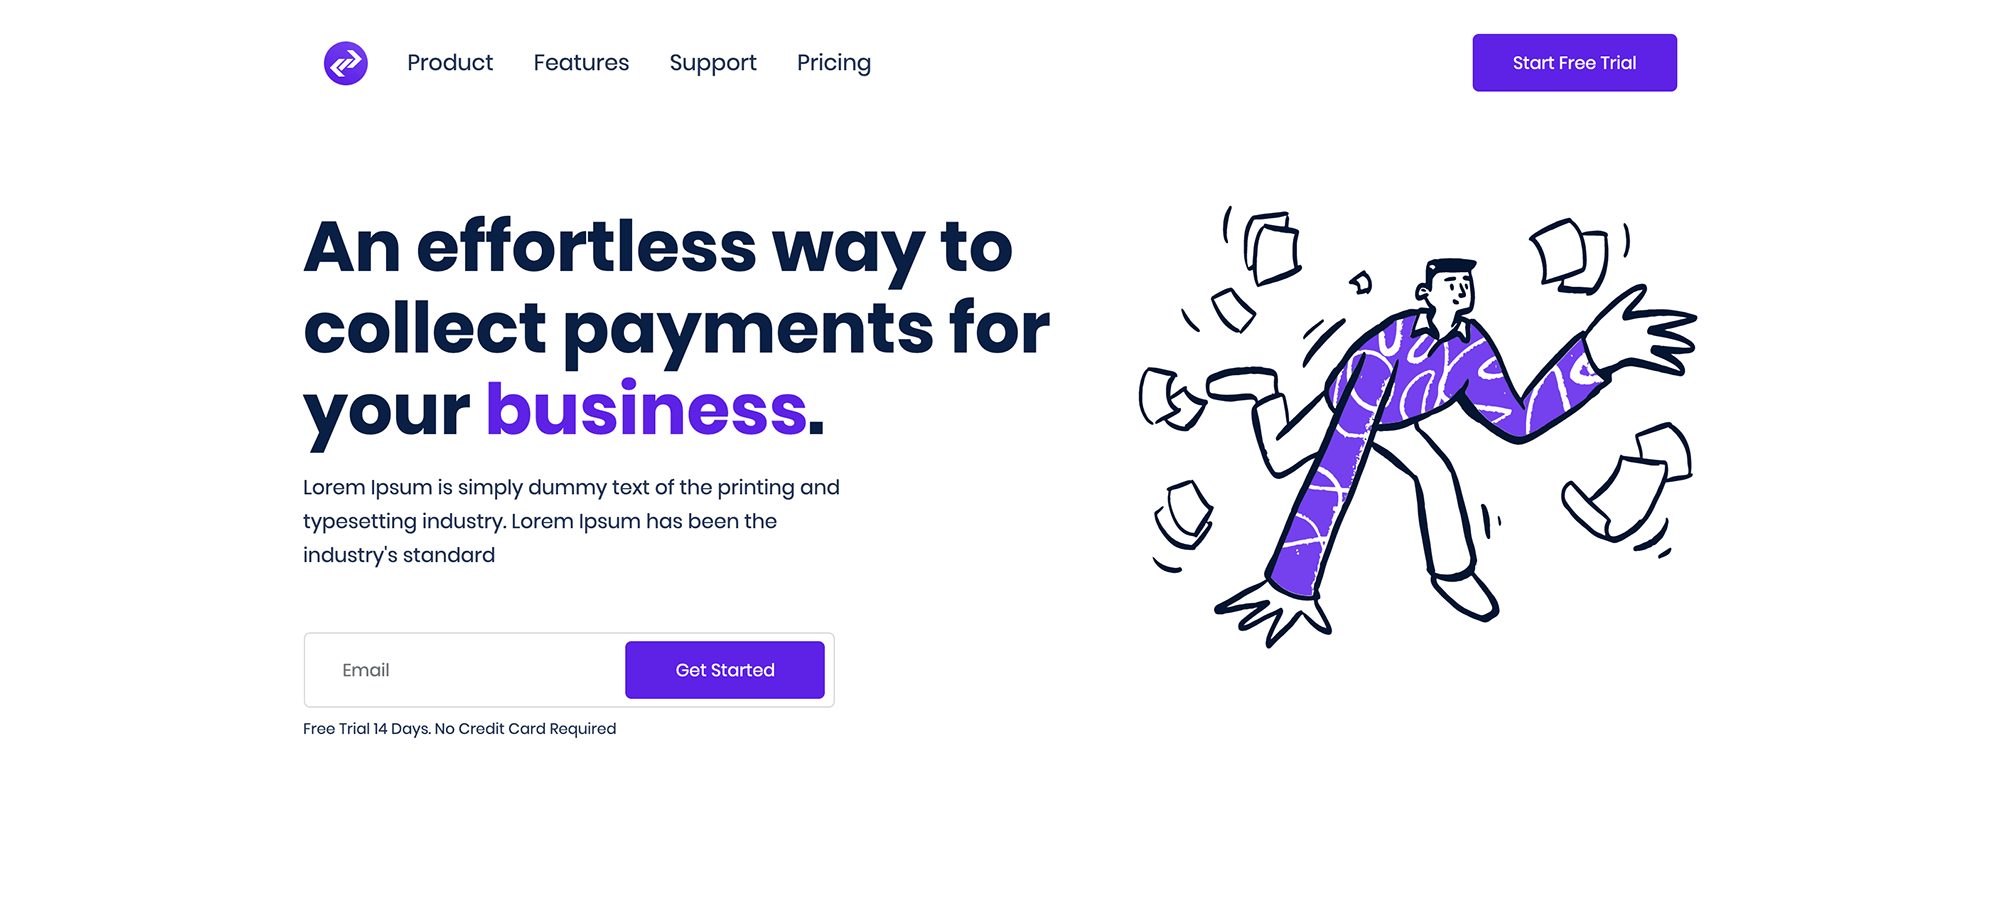 Product Features Support Pricing Start Free Trial
An effortless way to
collect payments for
your business.
Lorem Ipsum is simply dummy text of the printing and
typesetting industry. Lorem Ipsum has been the
industry's standard
Email Get Started
Free Trial 14 Days. No Credit Card Required